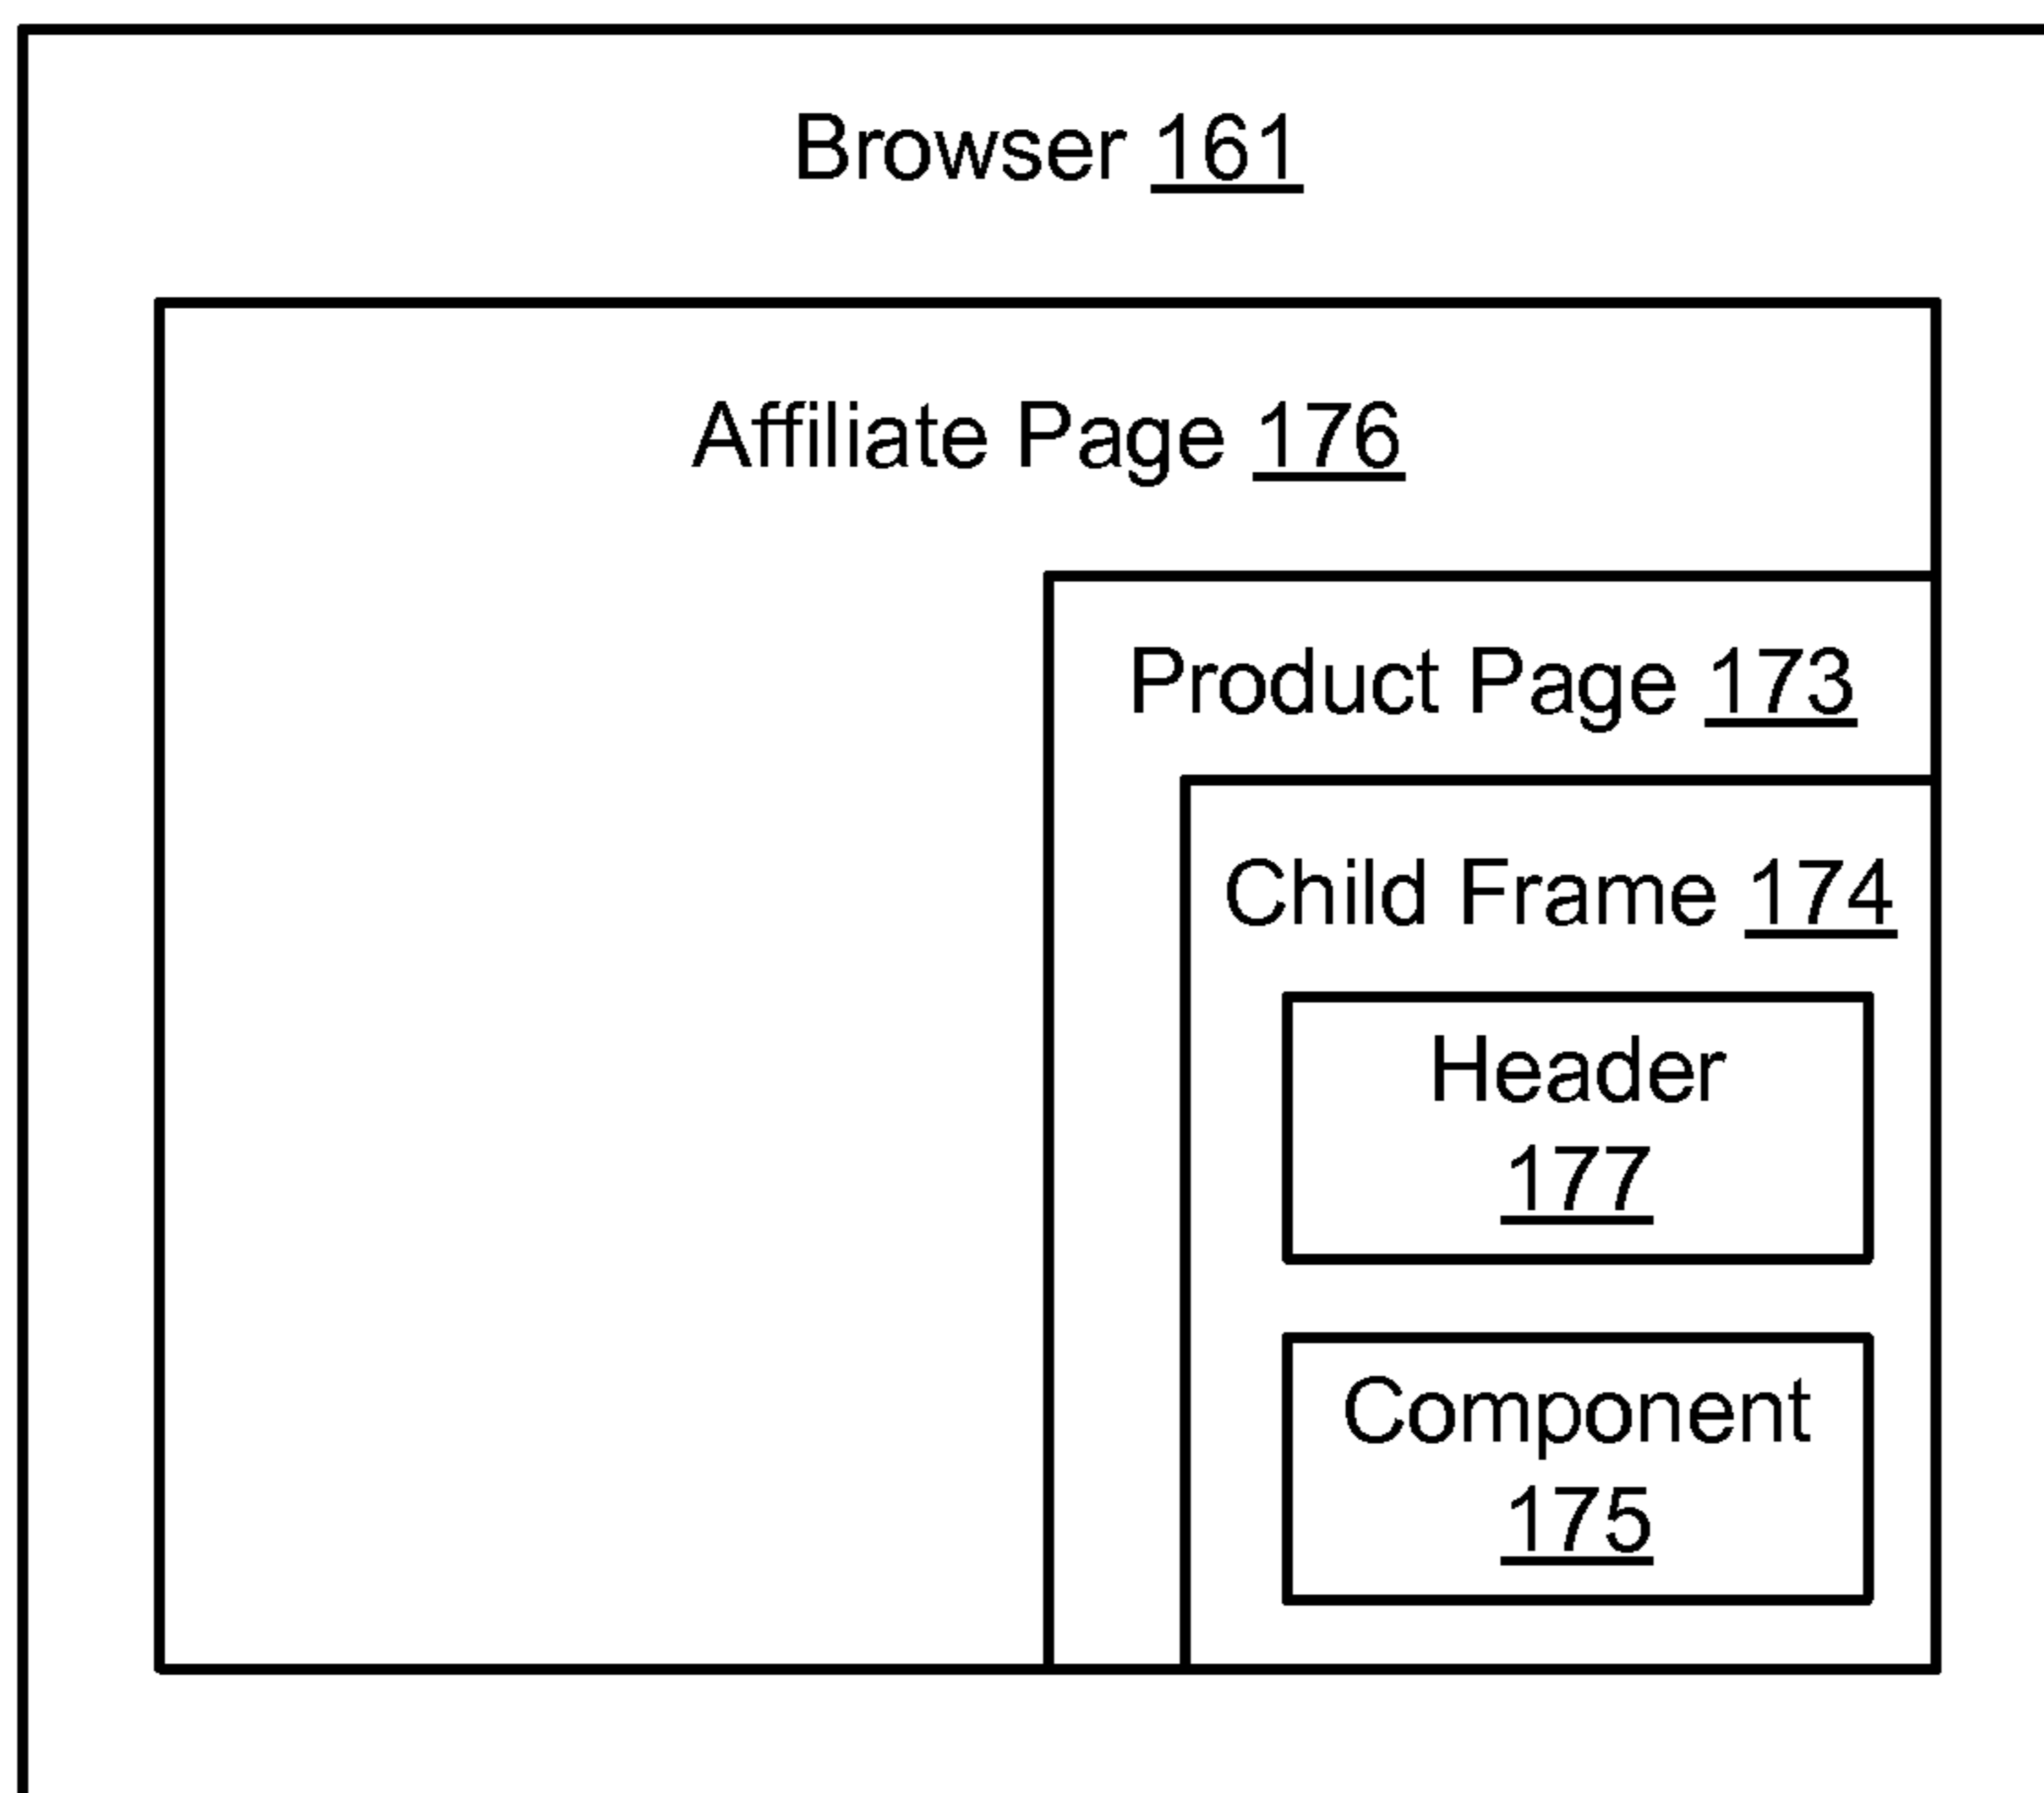 Browser 161
Affiliate Page 176
Product Page 173
Child Frame 174
Header
177
Component
175